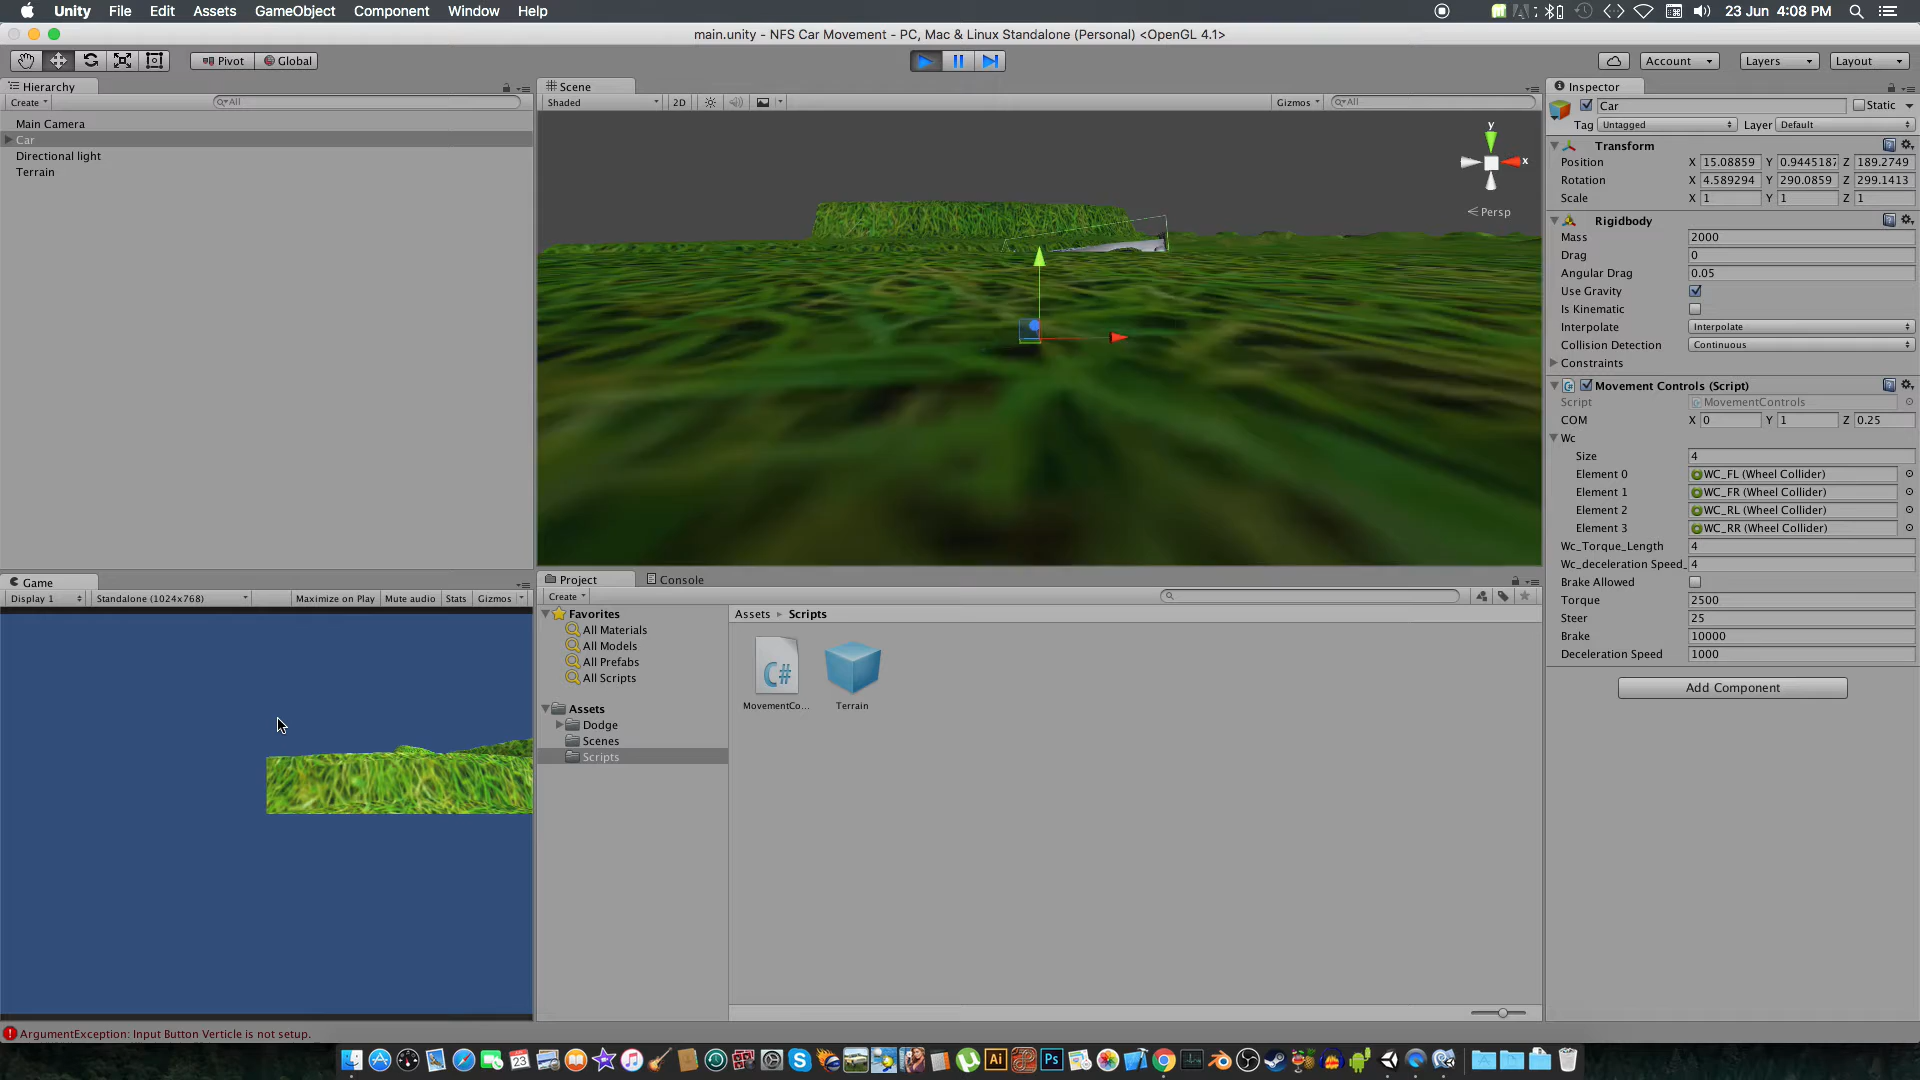 Unity File Edit Assets GameObject Component Window Help 23 Jun 4:08 PM
main.unity - NFS Car Movement - PC, Mac & Linux Standalone (Personal) <OpenGL 4.1>
Pivot Global Account Layers Layout
Hierarchy
Create All
Main Camera
Car
Directional light
Terrain
Scene
Shaded 2D Gizmos All
y
x
Persp
Game
Display 1 Standalone (1024x768) Maximize on Play Mute audio Stats Gizmos
Project Console
Create
Favorites
All Materials
All Models
All Prefabs
All Scripts
Assets
Dodge
Scenes
Scripts
Assets Scripts
C#
MovementCo...
Terrain
Inspector
Car Static
Tag Untagged Layer Default
Transform
Position X 15.08859 Y 0.9445187 Z 189.2749
Rotation X 4.589294 Y 290.0859 Z 299.1413
Scale X 1 Y 1 Z 1
Rigidbody
Mass 2000
Drag 0
Angular Drag 0.05
Use Gravity
Is Kinematic
Interpolate Interpolate
Collision Detection Continuous
Constraints
Movement Controls (Script)
Script MovementControls
COM X 0 Y 1 Z 0.25
Wc
Size 4
Element 0 WC_FL (Wheel Collider)
Element 1 WC_FR (Wheel Collider)
Element 2 WC_RL (Wheel Collider)
Element 3 WC_RR (Wheel Collider)
Wc_Torque_Length 4
Wc_deceleration Speed_ 4
Brake Allowed
Torque 2500
Steer 25
Brake 10000
Deceleration Speed 1000
Add Component
ArgumentException: Input Button Verticle is not setup.
23
Ai
Ps